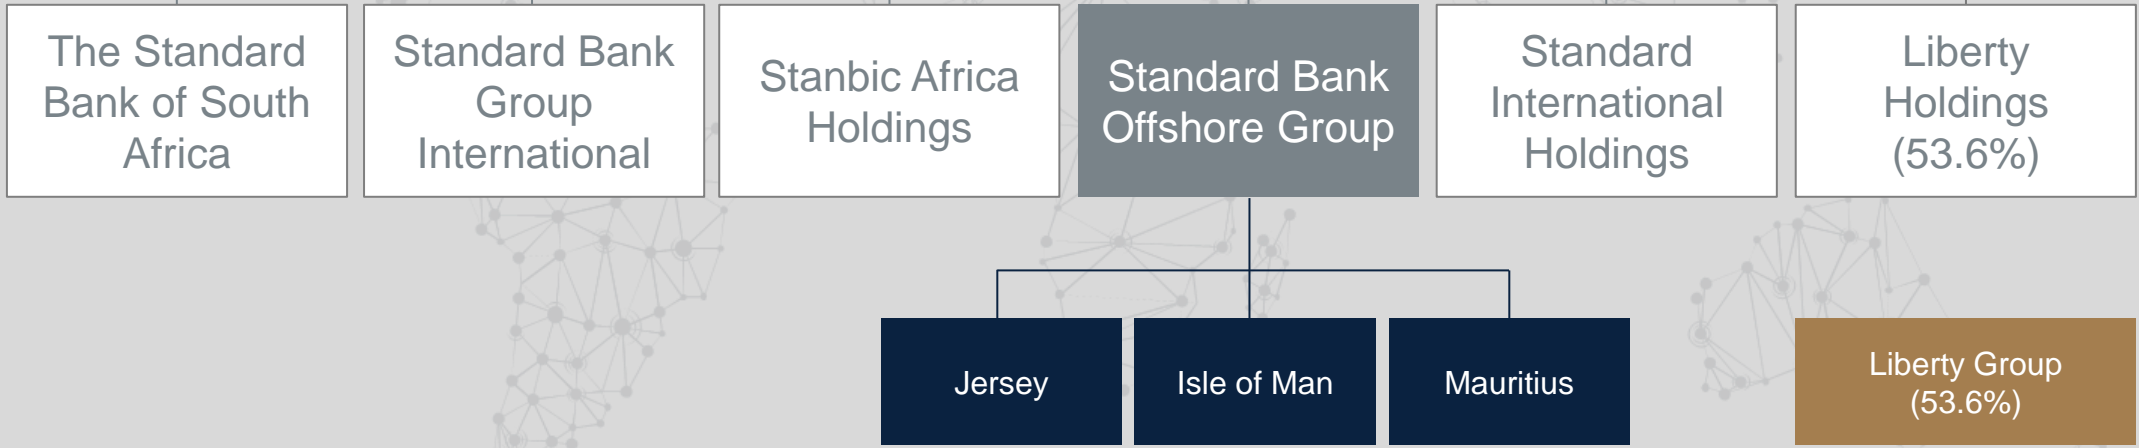 The Standard
Bank of South
Africa
Standard Bank
Group
International
Stanbic Africa
Holdings
Standard Bank
Offshore Group
Standard
International
Holdings
Liberty
Holdings
(53.6%)
Jersey
Isle of Man
Mauritius
Liberty Group
(53.6%)